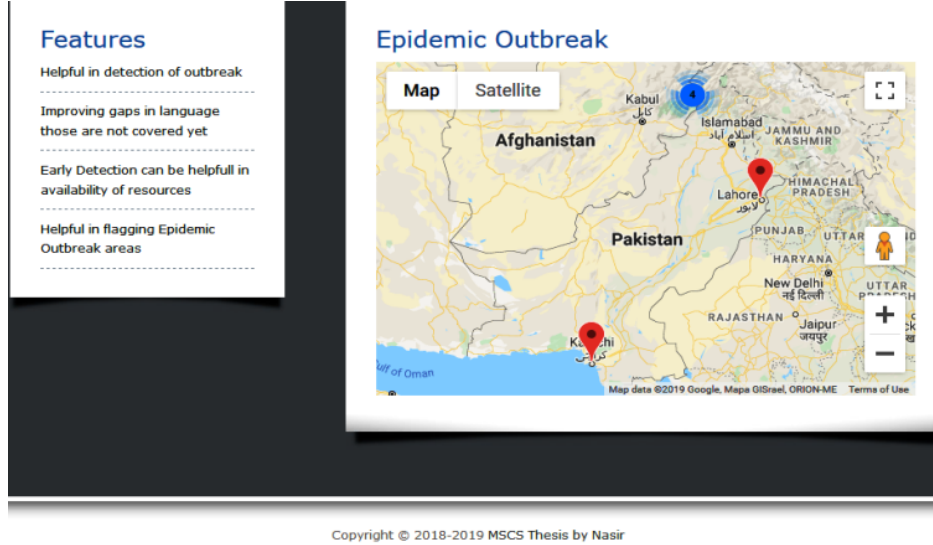 Features
Helpful in detection of outbreak
Improving gaps in language
those are not covered yet
Early Detection can be helpfull in
availability of resources
Helpful in flagging Epidemic
Outbreak areas
Epidemic Outbreak
Map Satellite
Kabul
کابل
4
Islamabad
اسلام آباد
JAMMU AND
KASHMIR
Afghanistan
HIMACHAL
PRADESH
Lahore
لاہور
Pakistan
PUNJAB
HARYANA
New Delhi
नई दिल्ली
UTTAR
RAJASTHAN
Jaipur
जयपुर
کراچی
Gulf of Oman
Map data ©2019 Google, Mapa GISrael, ORION-ME Terms of Use
Copyright © 2018-2019 MSCS Thesis by Nasir